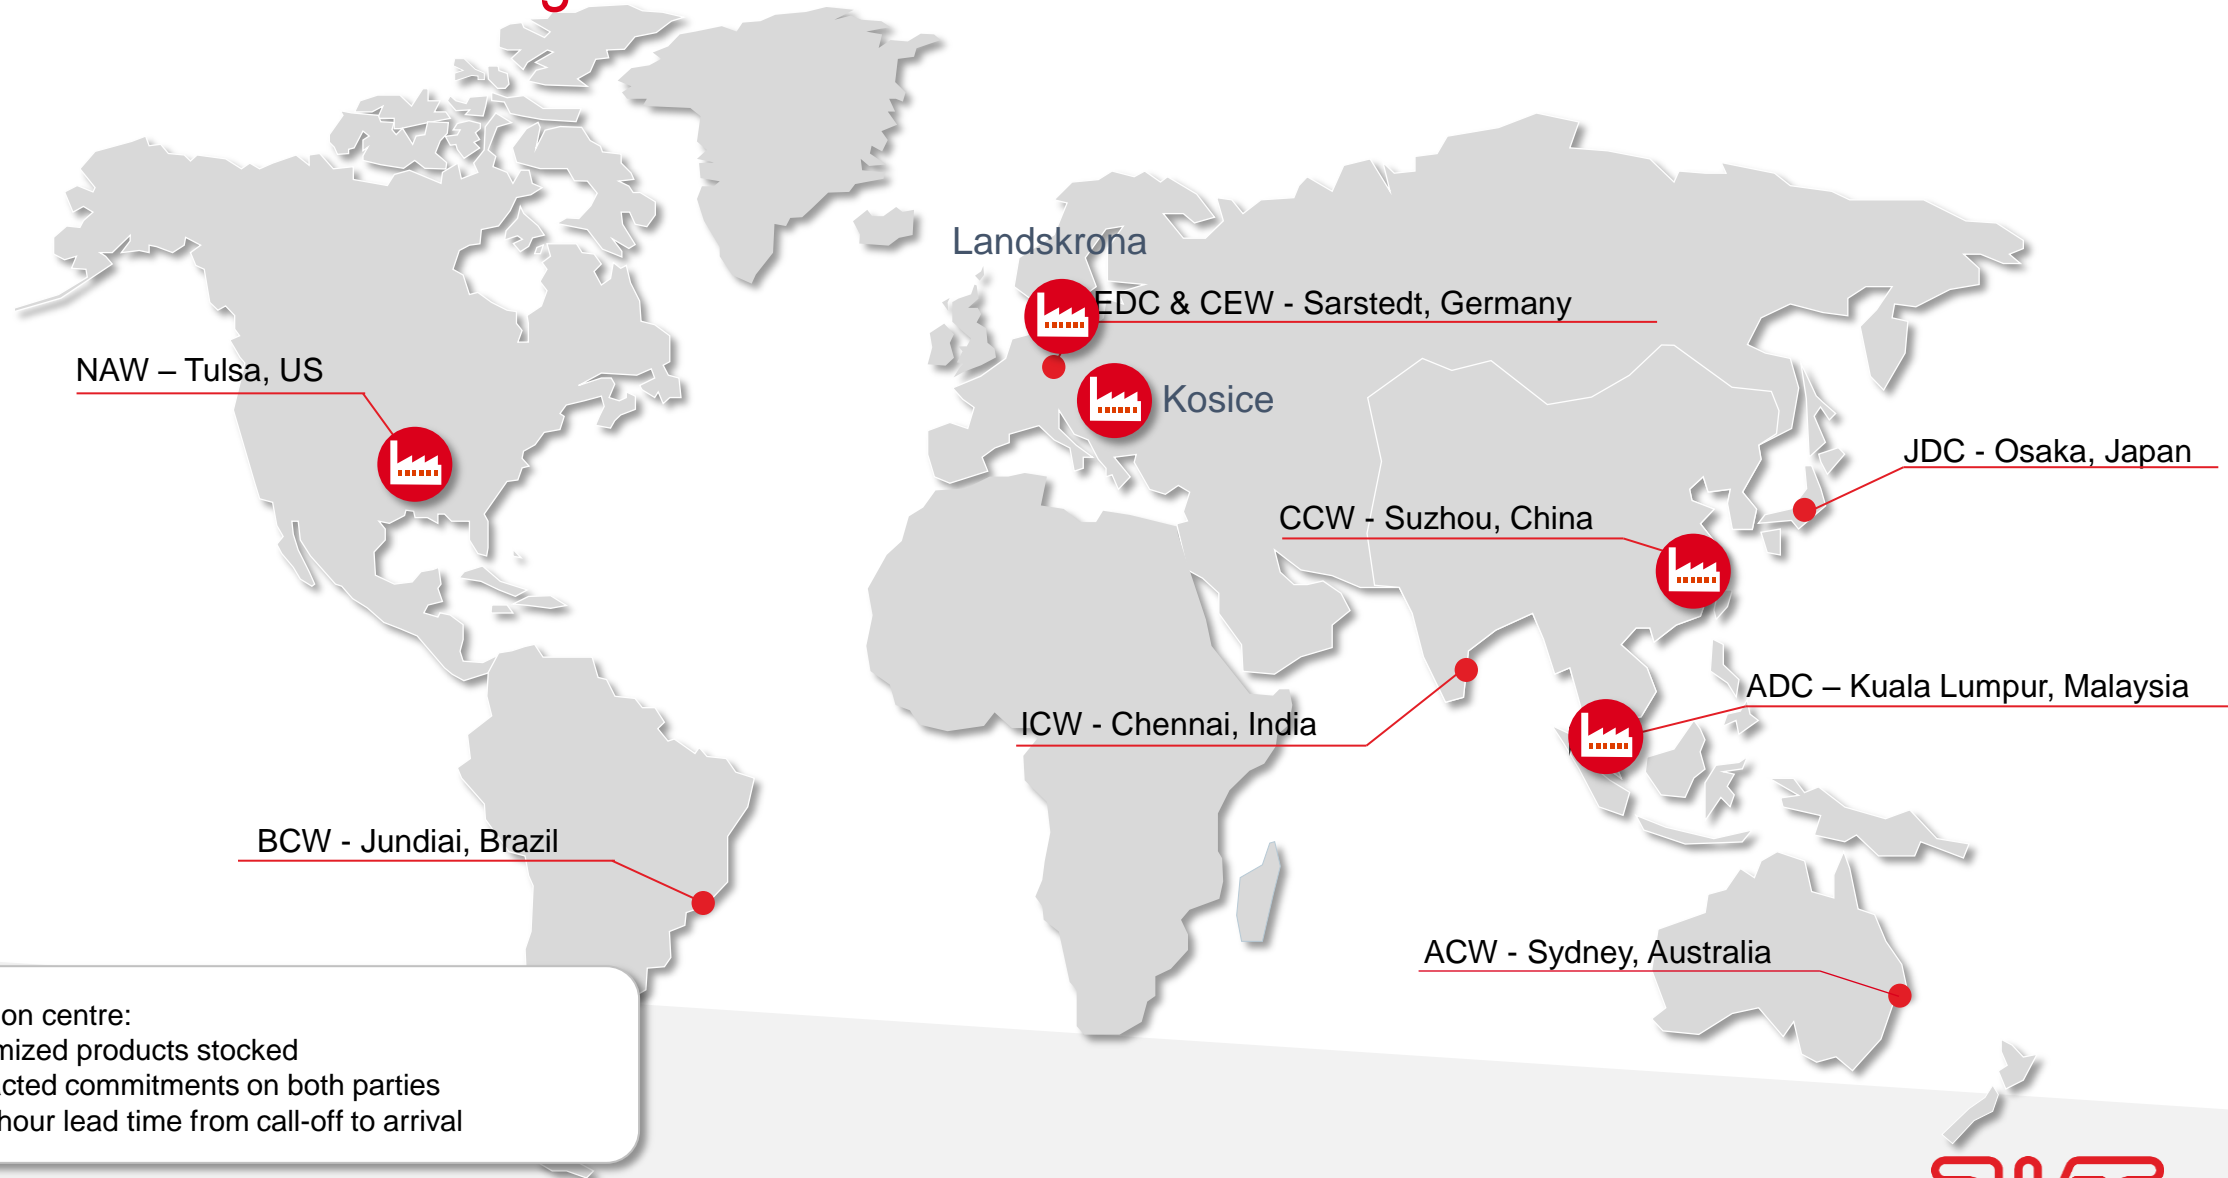 Landskrona
EDC & CEW - Sarstedt, Germany
NAW – Tulsa, US
Kosice
JDC - Osaka, Japan
CCW - Suzhou, China
ADC – Kuala Lumpur, Malaysia
ICW - Chennai, India
BCW - Jundiai, Brazil
ACW - Sydney, Australia
on centre:
mized products stocked
cted commitments on both parties
hour lead time from call-off to arrival